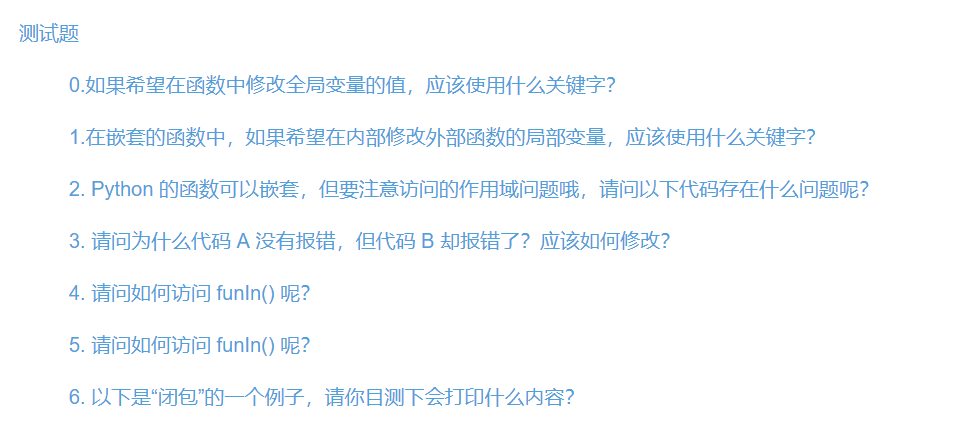 测试题
0.如果希望在函数中修改全局变量的值，应该使用什么关键字？
1.在嵌套的函数中，如果希望在内部修改外部函数的局部变量，应该使用什么关键字？
2. Python 的函数可以嵌套，但要注意访问的作用域问题哦，请问以下代码存在什么问题呢？
3. 请问为什么代码 A 没有报错，但代码 B 却报错了？应该如何修改？
4. 请问如何访问 funIn() 呢？
5. 请问如何访问 funIn() 呢？
6. 以下是“闭包”的一个例子，请你目测下会打印什么内容？